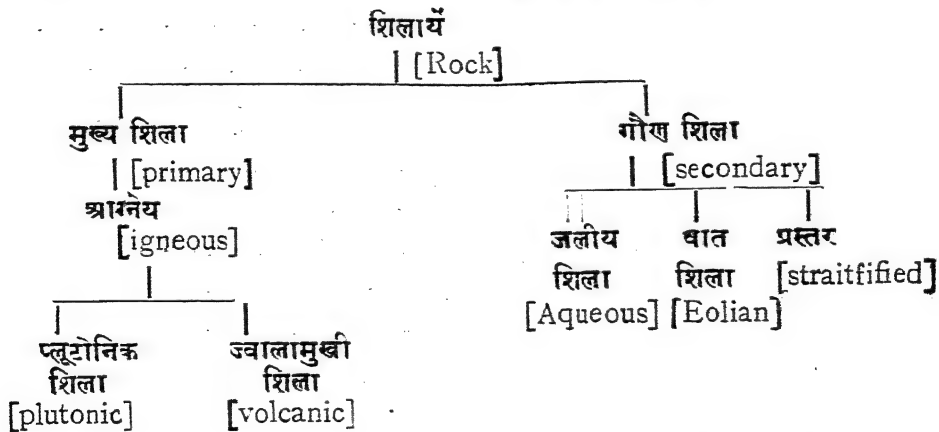 शिलायें
[Rock]
मुख्य शिला गौण शिला
[primary] [secondary]
आग्नेय
[igneous]
जलीय वात प्रस्तर
शिला शिला [straitfified]
[Aqueous] [Eolian]
प्लूटोनिक ज्वालामुखी
शिला शिला
[plutonic] [volcanic]